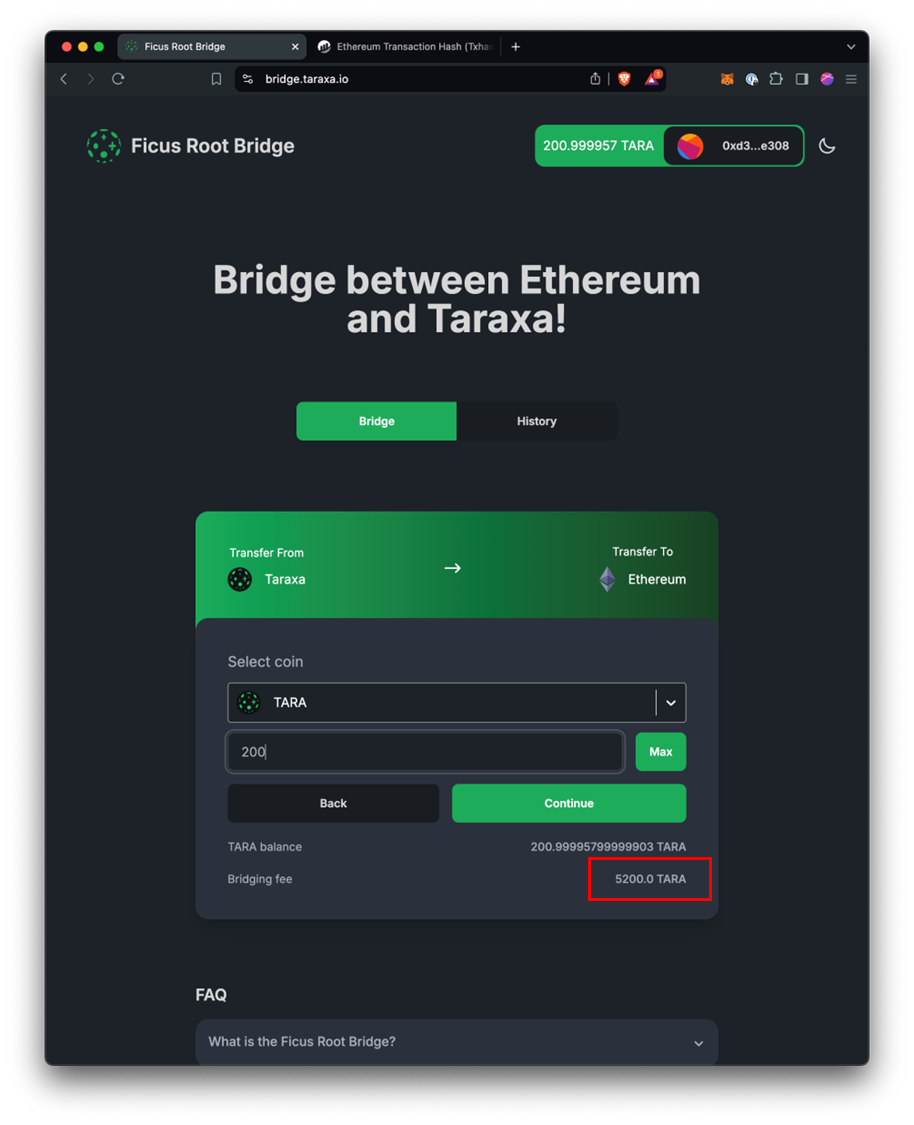 Ficus Root Bridge
Ethereum Transaction Hash (Txhas
bridge.taraxa.io
1
Ficus Root Bridge
200.999957 TARA
0xd3...e308
Bridge between Ethereum
and Taraxa!
Bridge
History
Transfer From
Transfer To
Taraxa
Ethereum
Select coin
TARA
200
Max
Back
Continue
TARA balance
200.99995799999903 TARA
Bridging fee
5200.0 TARA
FAQ
What is the Ficus Root Bridge?